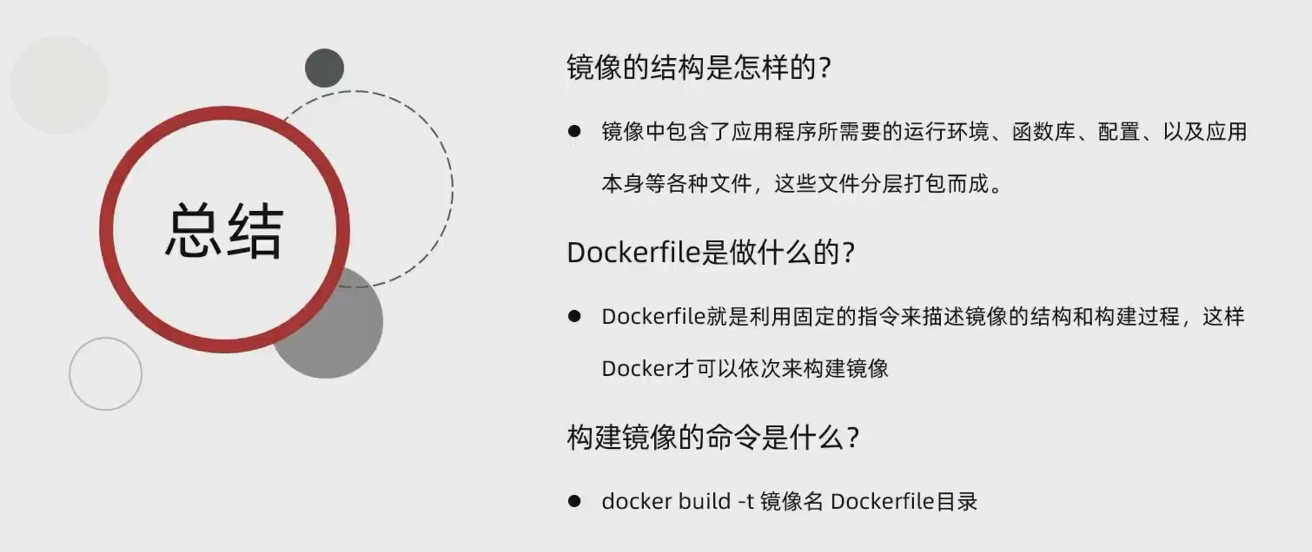 总结
镜像的结构是怎样的？
● 镜像中包含了应用程序所需要的运行环境、函数库、配置、以及应用
本身等各种文件，这些文件分层打包而成。
Dockerfile是做什么的？
● Dockerfile就是利用固定的指令来描述镜像的结构和构建过程，这样
Docker才可以依次来构建镜像
构建镜像的命令是什么？
● docker build -t 镜像名 Dockerfile目录